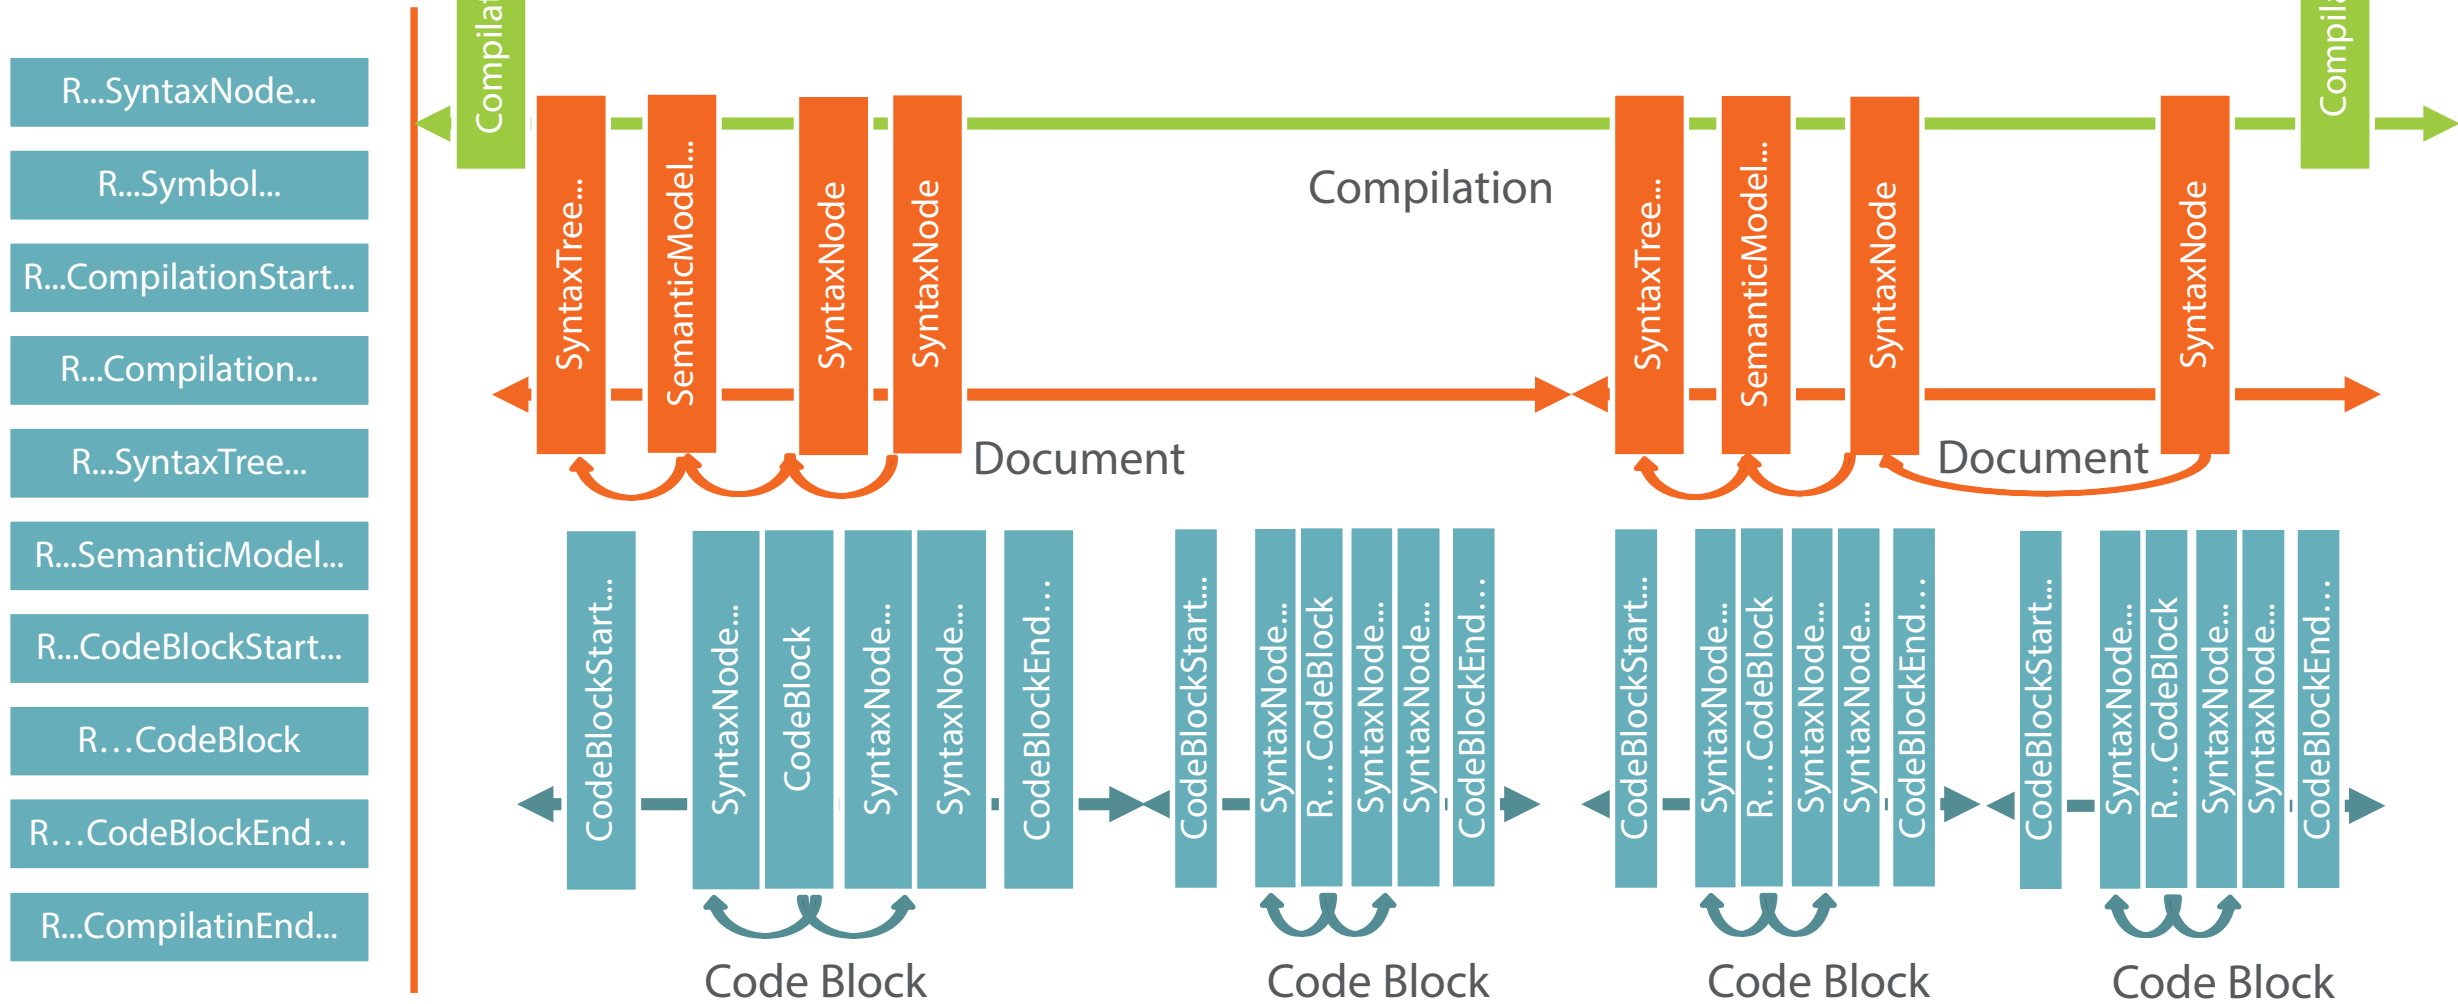 R...SyntaxNode...
R...Symbol...
R...CompilationStart...
R...Compilation...
R...SyntaxTree...
R...SemanticModel...
R...CodeBlockStart...
R...CodeBlock
R...CodeBlockEnd...
R...CompilatinEnd...
Compilation
SyntaxTree...
SemanticModel...
SyntaxNode
SyntaxNode
Document
SyntaxTree...
SemanticModel...
SyntaxNode
SyntaxNode
Document
CodeBlockStart...
SyntaxNode...
CodeBlock
SyntaxNode...
SyntaxNode...
CodeBlockEnd...
Code Block
CodeBlockStart...
SyntaxNode...
R...CodeBlock
SyntaxNode...
SyntaxNode...
CodeBlockEnd...
Code Block
CodeBlockStart...
SyntaxNode...
R...CodeBlock
SyntaxNode...
SyntaxNode...
CodeBlockEnd...
Code Block
CodeBlockStart...
SyntaxNode...
R...CodeBlock
SyntaxNode...
SyntaxNode...
CodeBlockEnd...
Code Block